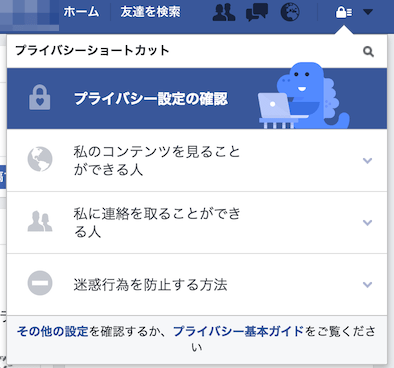 ホーム 友達を検索
プライバシーショートカット
プライバシー設定の確認
私のコンテンツを見ること
ができる人
私に連絡を取ることができ
る人
迷惑行為を防止する方法
その他の設定を確認するか、プライバシー基本ガイドをご覧くださ
い